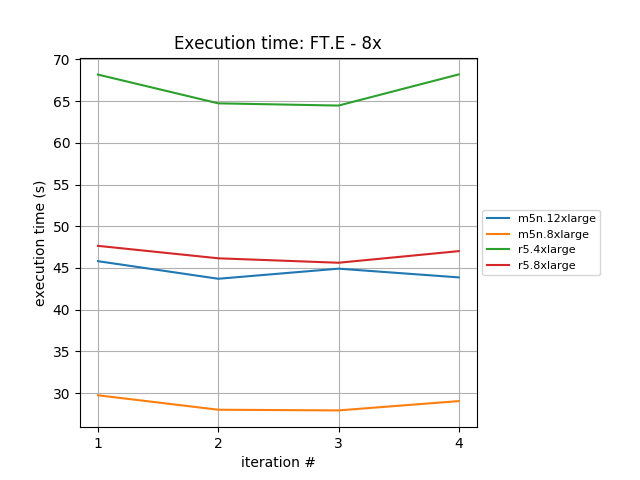 Execution time: FT.E - 8x
70
65
60
55
50
45
40
35
30
execution time (s)
1 2 3 4
iteration #
m5n.12xlarge
m5n.8xlarge
r5.4xlarge
r5.8xlarge